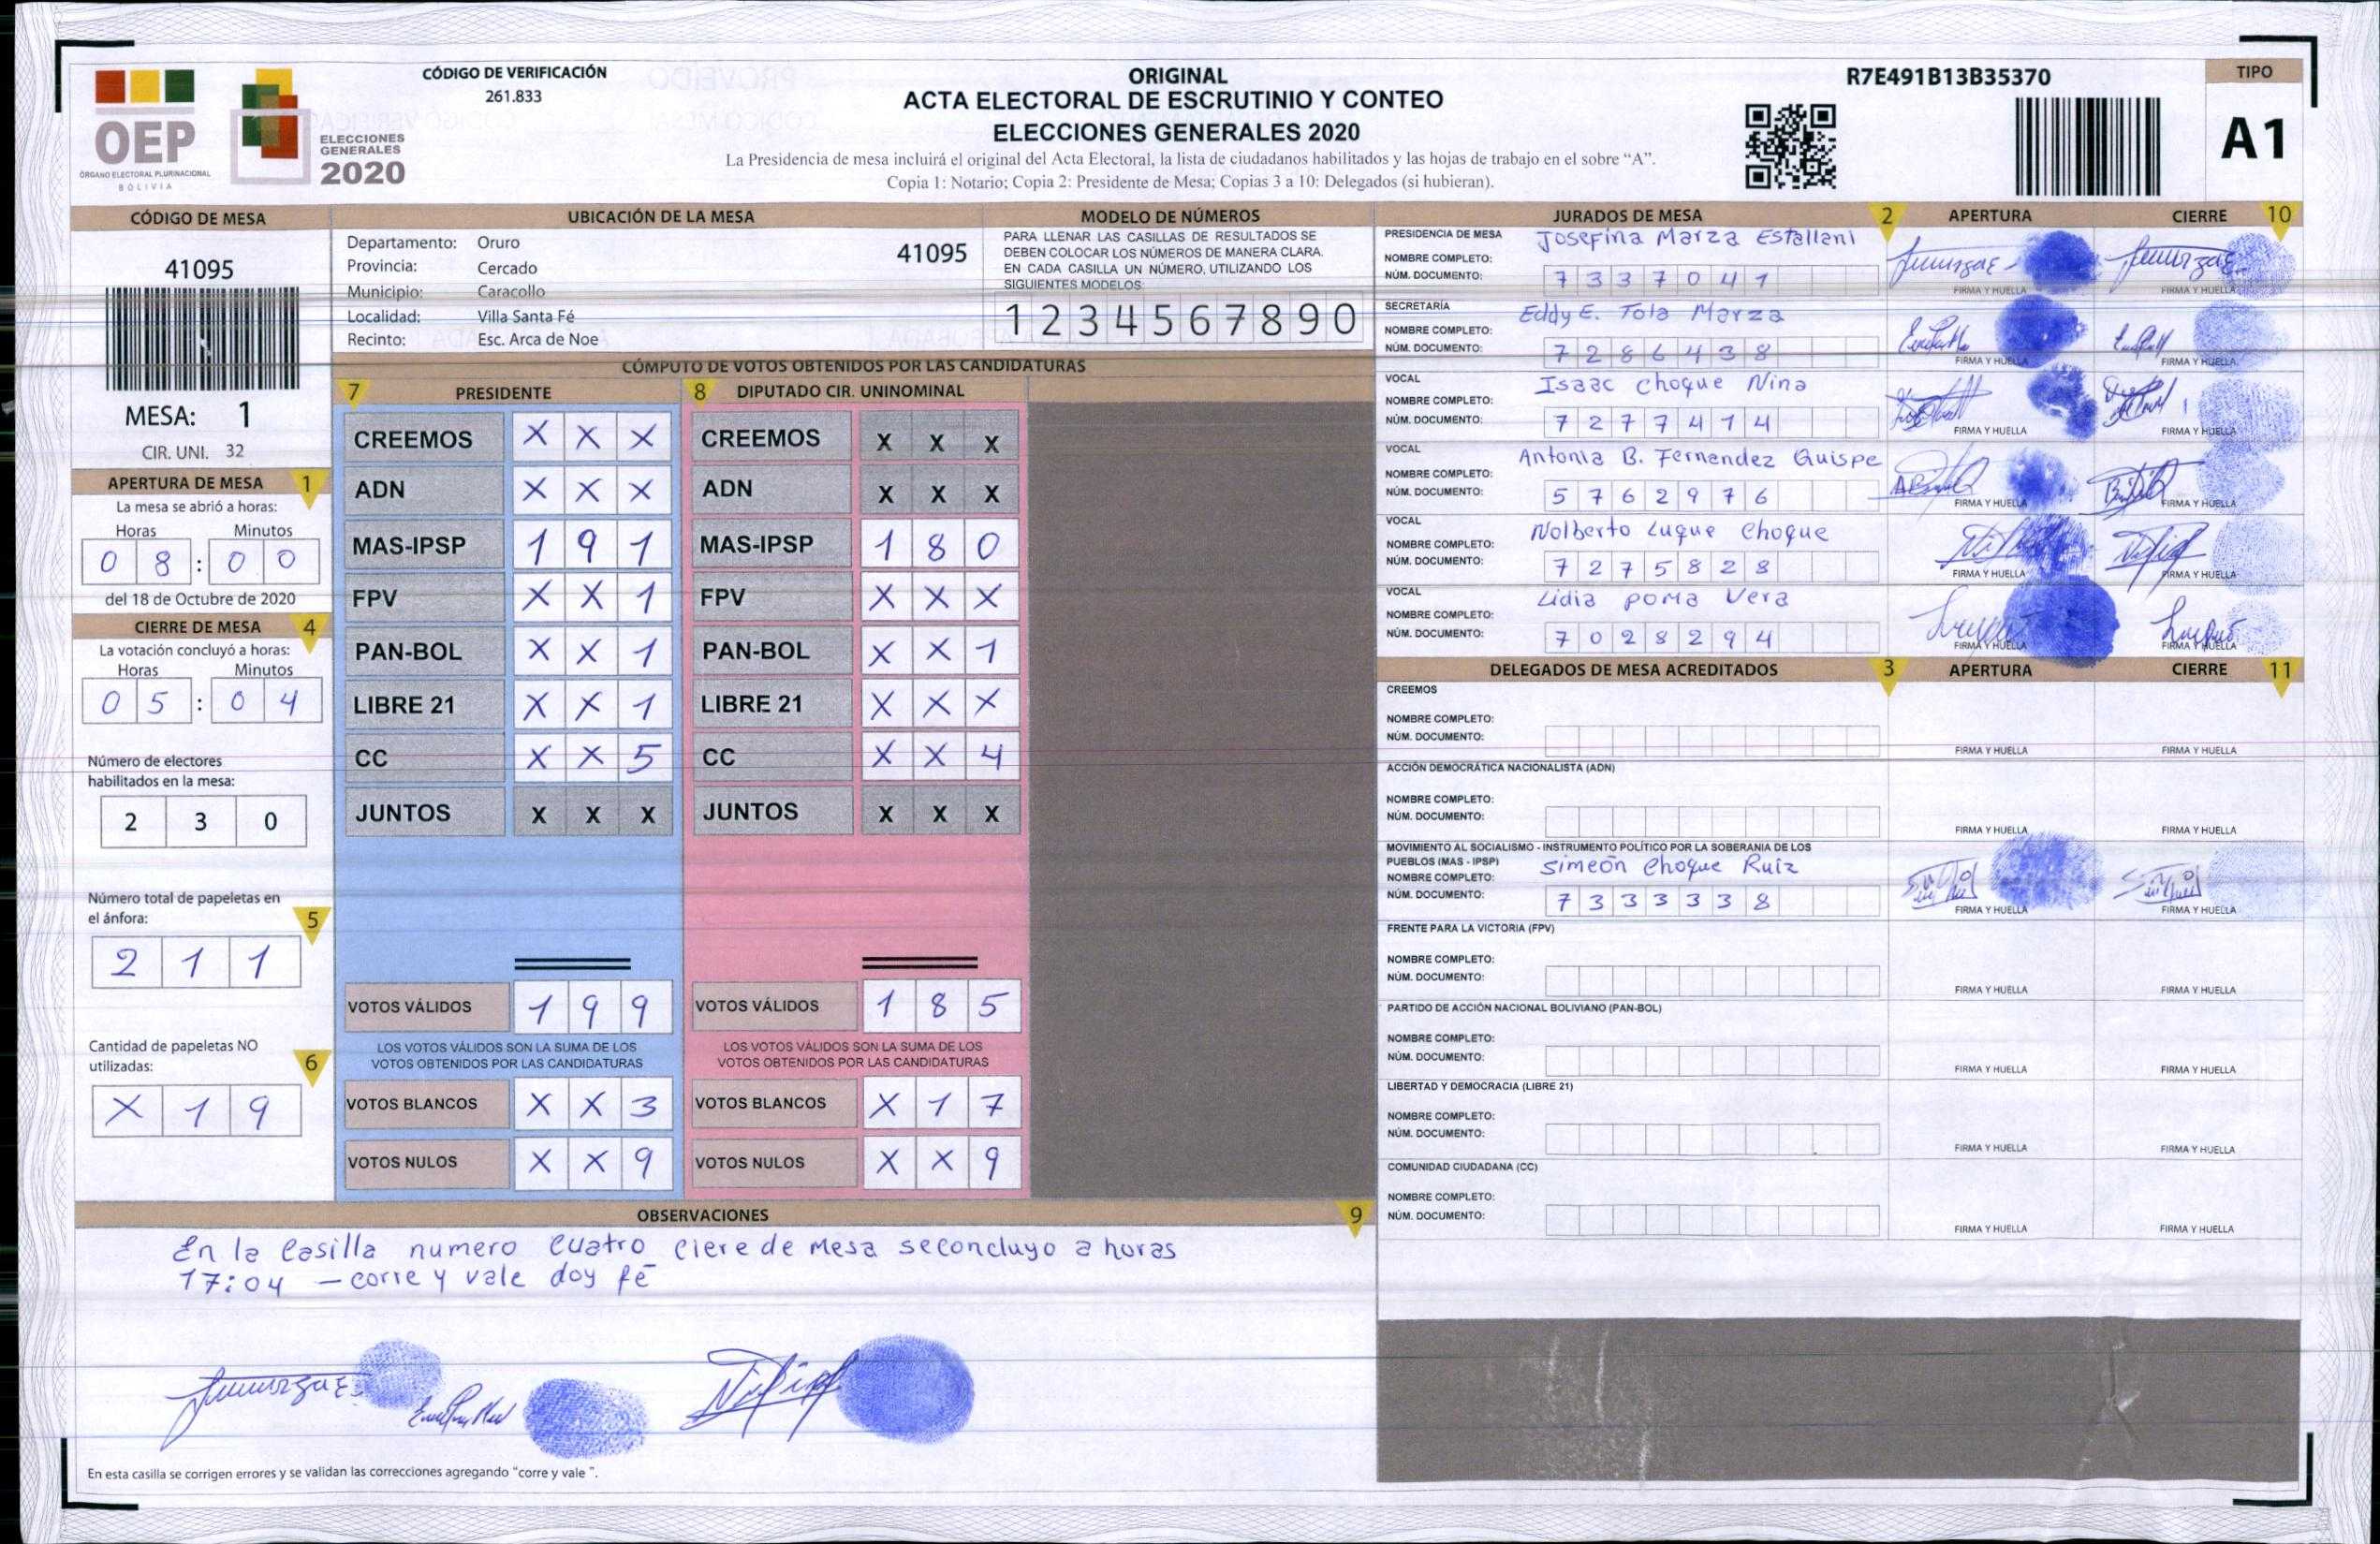 OEP
ÓRGANO ELECTORAL PLURINACIONAL
BOLIVIA
ELECCIONES
GENERALES
2020
CÓDIGO DE VERIFICACIÓN
261.833
ORIGINAL
ACTA ELECTORAL DE ESCRUTINIO Y CONTEO
ELECCIONES GENERALES 2020
La Presidencia de mesa incluirá el original del Acta Electoral, la lista de ciudadanos habilitados y las hojas de trabajo en el sobre “A”.
Copia 1: Notario; Copia 2: Presidente de Mesa; Copias 3 a 10: Delegados (si hubieran).
R7E491B13B35370
TIPO
A1
CÓDIGO DE MESA
41095
MESA: 1
CIR. UNI. 32
UBICACIÓN DE LA MESA
Departamento: Oruro
41095
Provincia: Cercado
Municipio: Caracollo
Localidad: Villa Santa Fé
Recinto: Esc. Arca de Noe
MODELO DE NÚMEROS
PARA LLENAR LAS CASILLAS DE RESULTADOS SE
DEBEN COLOCAR LOS NÚMEROS DE MANERA CLARA.
EN CADA CASILLA UN NÚMERO, UTILIZANDO LOS
SIGUIENTES MODELOS:
1 2 3 4 5 6 7 8 9 0
APERTURA DE MESA 1
La mesa se abrió a horas:
Horas Minutos
0 8 : 0 0
del 18 de Octubre de 2020
CIERRE DE MESA 4
La votación concluyó a horas:
Horas Minutos
0 5 : 0 4
Número de electores
habilitados en la mesa:
2 3 0
Número total de papeletas en
el ánfora: 5
2 1 1
Cantidad de papeletas NO
utilizadas: 6
X 1 9
CÓMPUTO DE VOTOS OBTENIDOS POR LAS CANDIDATURAS
7 PRESIDENTE
CREEMOS X X X
ADN X X X
MAS-IPSP 1 9 1
FPV X X 1
PAN-BOL X X 1
LIBRE 21 X X 1
CC X X 5
JUNTOS X X X
VOTOS VÁLIDOS 1 9 9
LOS VOTOS VÁLIDOS SON LA SUMA DE LOS
VOTOS OBTENIDOS POR LAS CANDIDATURAS
VOTOS BLANCOS X X 3
VOTOS NULOS X X 9
8 DIPUTADO CIR. UNINOMINAL
CREEMOS X X X
ADN X X X
MAS-IPSP 1 8 0
FPV X X X
PAN-BOL X X 1
LIBRE 21 X X X
CC X X 4
JUNTOS X X X
VOTOS VÁLIDOS 1 8 5
LOS VOTOS VÁLIDOS SON LA SUMA DE LOS
VOTOS OBTENIDOS POR LAS CANDIDATURAS
VOTOS BLANCOS X 1 7
VOTOS NULOS X X 9
OBSERVACIONES 9
En la Casilla numero cuatro ciere de mesa seconcluyo a horas
17:04 – corre y vale doy fé
En esta casilla se corrigen errores y se validan las correcciones agregando “corre y vale ”.
JURADOS DE MESA 2 APERTURA CIERRE 10
PRESIDENCIA DE MESA Josefina Marza Estallani
NOMBRE COMPLETO:
NÚM. DOCUMENTO: 7 3 3 7 0 4 1
FIRMA Y HUELLA FIRMA Y HUELLA
SECRETARÍA Eddy E. Tola Marza
NOMBRE COMPLETO:
NÚM. DOCUMENTO: 7 2 8 6 4 3 8
FIRMA Y HUELLA FIRMA Y HUELLA
VOCAL Isaac choque Nina
NOMBRE COMPLETO:
NÚM. DOCUMENTO: 7 2 7 7 4 1 4
FIRMA Y HUELLA FIRMA Y HUELLA
VOCAL Antonia B. Fernandez Quispe
NOMBRE COMPLETO:
NÚM. DOCUMENTO: 5 7 6 2 9 7 6
FIRMA Y HUELLA FIRMA Y HUELLA
VOCAL Nolberto Luque Choque
NOMBRE COMPLETO:
NÚM. DOCUMENTO: 7 2 7 5 8 2 8
FIRMA Y HUELLA FIRMA Y HUELLA
VOCAL Lidia poma Vera
NOMBRE COMPLETO:
NÚM. DOCUMENTO: 7 0 2 8 2 9 4
FIRMA Y HUELLA FIRMA Y HUELLA
DELEGADOS DE MESA ACREDITADOS 3 APERTURA CIERRE 11
CREEMOS
NOMBRE COMPLETO:
NÚM. DOCUMENTO:
FIRMA Y HUELLA FIRMA Y HUELLA
ACCIÓN DEMOCRÁTICA NACIONALISTA (ADN)
NOMBRE COMPLETO:
NÚM. DOCUMENTO:
FIRMA Y HUELLA FIRMA Y HUELLA
MOVIMIENTO AL SOCIALISMO - INSTRUMENTO POLÍTICO POR LA SOBERANIA DE LOS
PUEBLOS (MAS - IPSP) simeón Choque Ruiz
NOMBRE COMPLETO:
NÚM. DOCUMENTO: 7 3 3 3 3 3 8
FIRMA Y HUELLA FIRMA Y HUELLA
FRENTE PARA LA VICTORIA (FPV)
NOMBRE COMPLETO:
NÚM. DOCUMENTO:
FIRMA Y HUELLA FIRMA Y HUELLA
PARTIDO DE ACCIÓN NACIONAL BOLIVIANO (PAN-BOL)
NOMBRE COMPLETO:
NÚM. DOCUMENTO:
FIRMA Y HUELLA FIRMA Y HUELLA
LIBERTAD Y DEMOCRACIA (LIBRE 21)
NOMBRE COMPLETO:
NÚM. DOCUMENTO:
FIRMA Y HUELLA FIRMA Y HUELLA
COMUNIDAD CIUDADANA (CC)
NOMBRE COMPLETO:
NÚM. DOCUMENTO:
FIRMA Y HUELLA FIRMA Y HUELLA